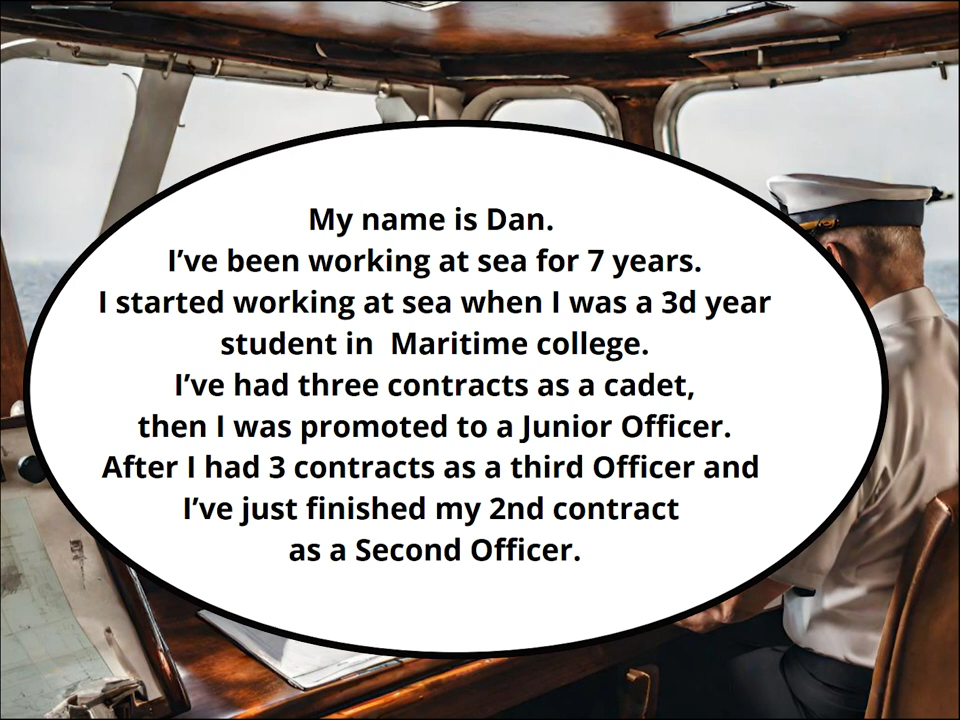 My name is Dan.
I've been working at sea for 7 years.
I started working at sea when I was a 3d year
student in  Maritime college.
I've had three contracts as a cadet,
then I was promoted to a Junior Officer.
After I had 3 contracts as a third Officer and
I've just finished my 2nd contract
as a Second Officer.